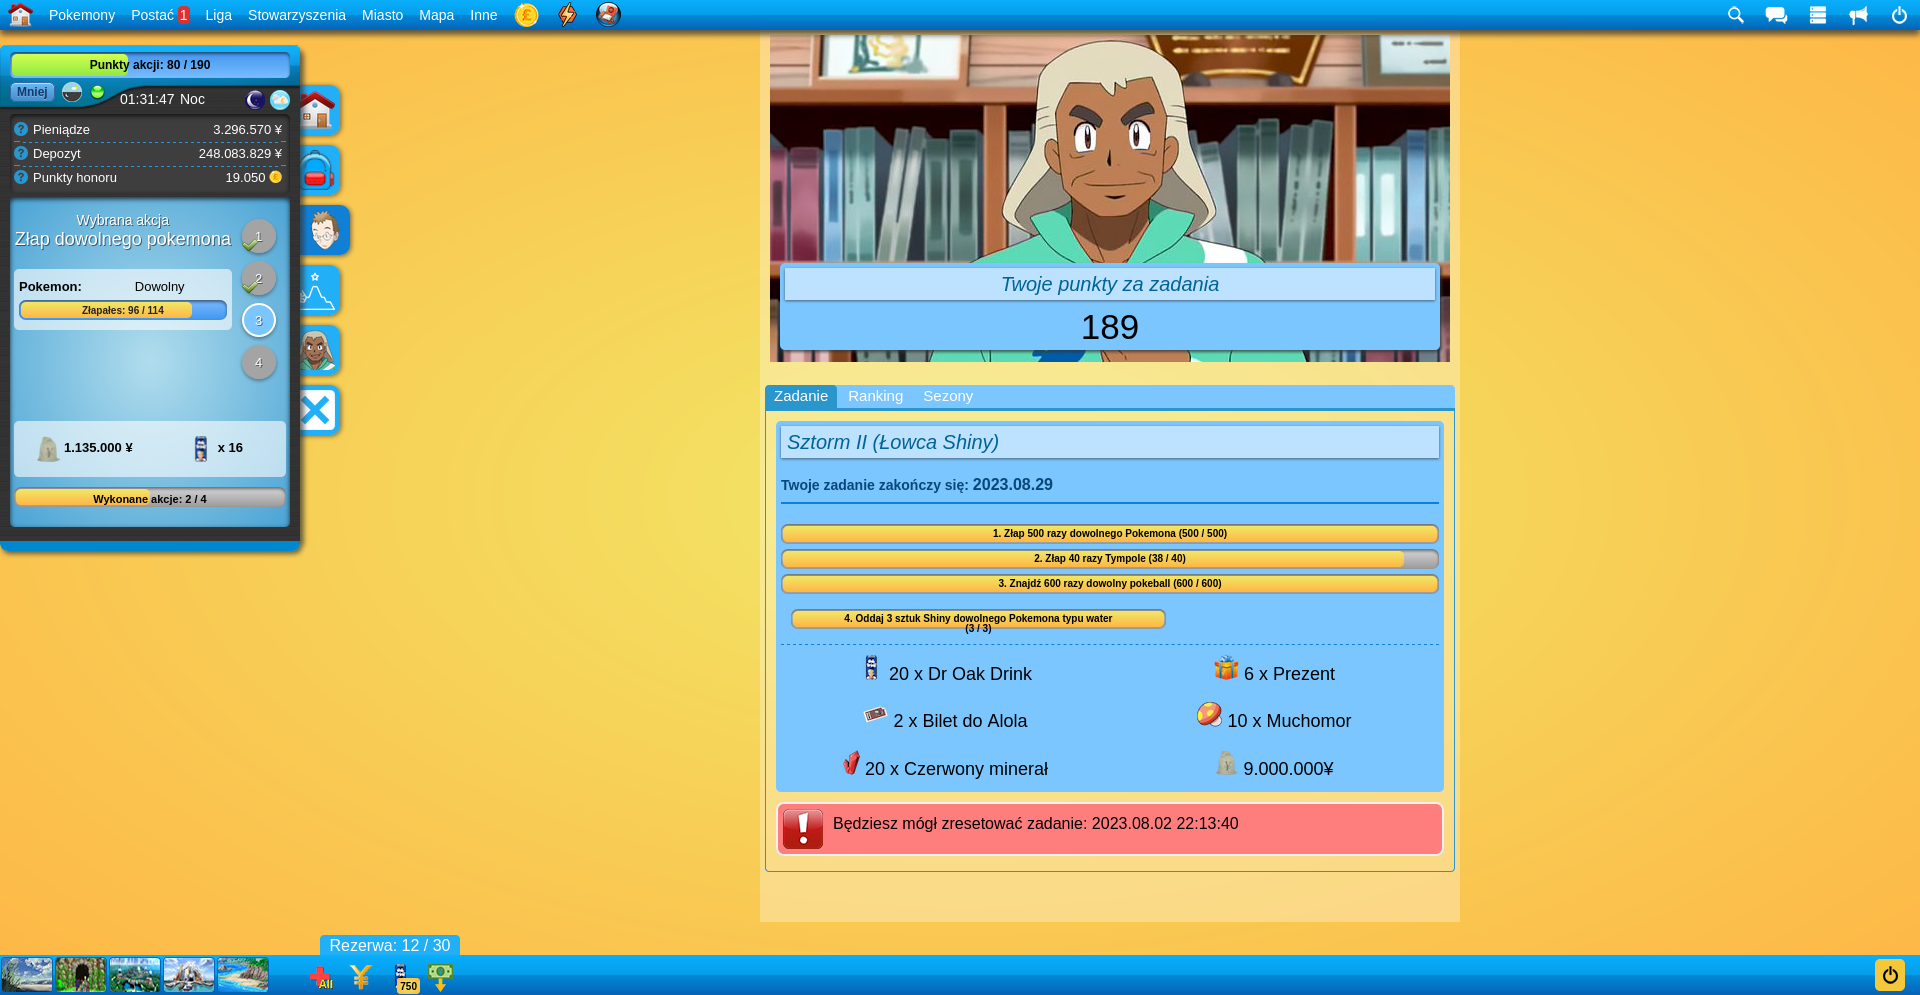 Pokemony Postać 1 Liga Stowarzyszenia Miasto Mapa Inne
Punkty akcji: 80 / 190
Mniej
01:31:47 Noc
Pieniądze 3.296.570 ¥
Depozyt 248.083.829 ¥
Punkty honoru 19.050
Wybrana akcja
Złap dowolnego pokemona
1
2
3
4
Pokemon: Dowolny
Złapałes: 96 / 114
1.135.000 ¥ x 16
Wykonane akcje: 2 / 4
Twoje punkty za zadania
189
Zadanie Ranking Sezony
Sztorm II (Łowca Shiny)
Twoje zadanie zakończy się: 2023.08.29
1. Złap 500 razy dowolnego Pokemona (500 / 500)
2. Złap 40 razy Tympole (38 / 40)
3. Znajdź 600 razy dowolny pokeball (600 / 600)
4. Oddaj 3 sztuk Shiny dowolnego Pokemona typu water
(3 / 3)
20 x Dr Oak Drink 6 x Prezent
2 x Bilet do Alola 10 x Muchomor
20 x Czerwony minerał 9.000.000¥
Będziesz mógł zresetować zadanie: 2023.08.02 22:13:40
Rezerwa: 12 / 30
All
750